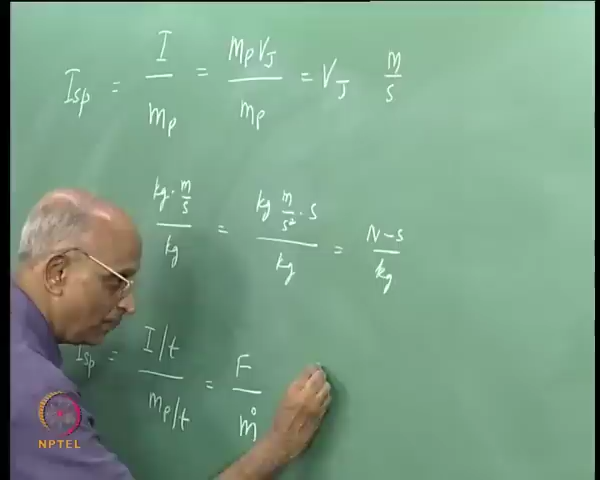 Isp = I/mp = mpVJ/mp = VJ m/s
kg·m/s / kg = kg m/s²·s / kg = N-s/kg
Isp = I/t / mp/t = F/ṁ
NPTEL